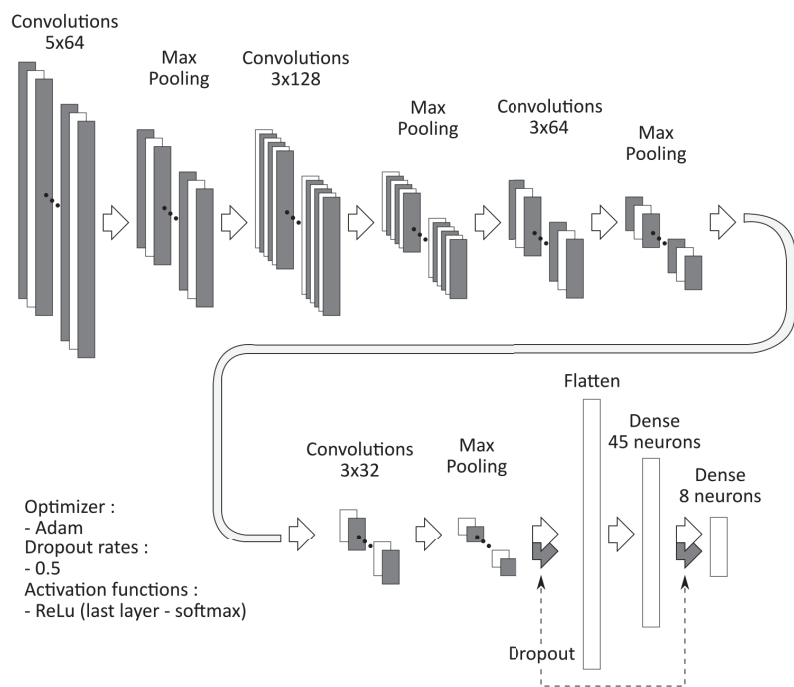 Convolutions
5x64
Max
Pooling
Convolutions
3x128
Max
Pooling
Convolutions
3x64
Max
Pooling
Flatten
Dense
45 neurons
Dense
8 neurons
Convolutions
3x32
Max
Pooling
Optimizer :
- Adam
Dropout rates :
- 0.5
Activation functions :
- ReLu (last layer - softmax)
Dropout